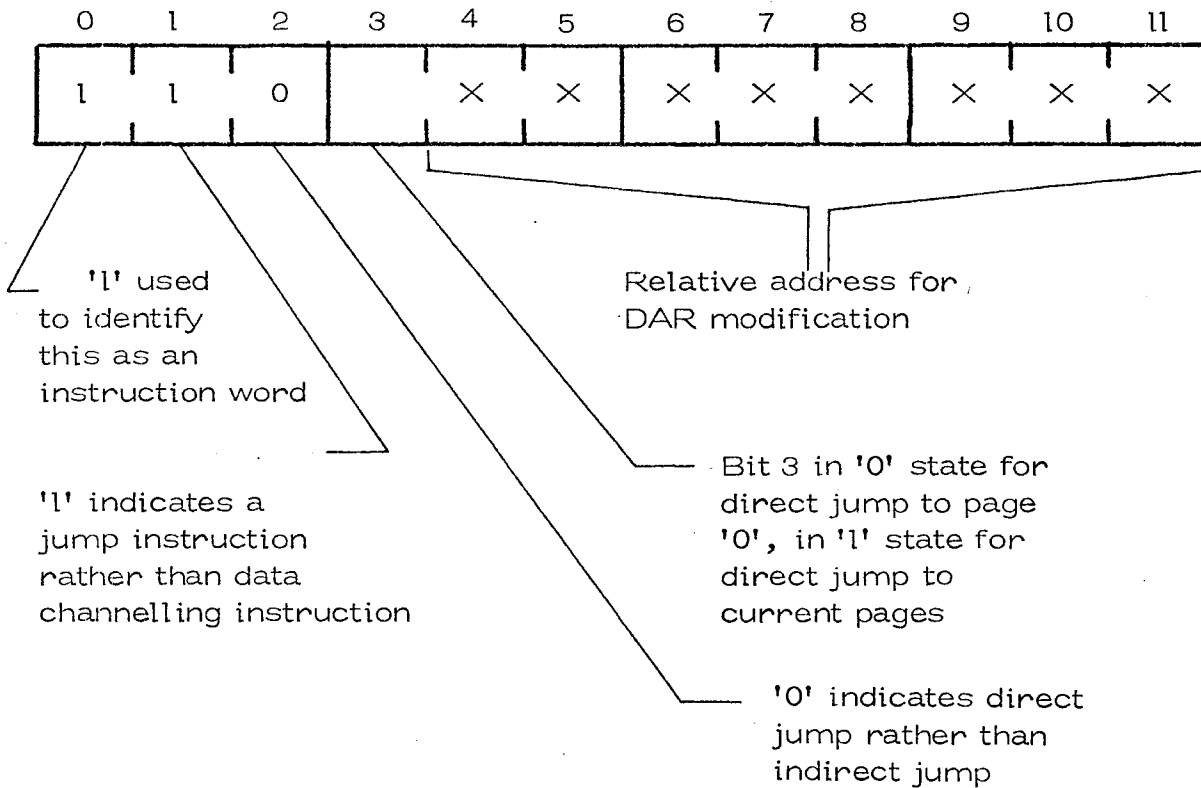 0 1 2 3 4 5 6 7 8 9 10 11
1 1 0 × × × × × × × ×
'1' used
to identify
this as an
instruction word
Relative address for
DAR modification
'1' indicates a
jump instruction
rather than data
channelling instruction
Bit 3 in '0' state for
direct jump to page
'0', in '1' state for
direct jump to
current pages
'0' indicates direct
jump rather than
indirect jump